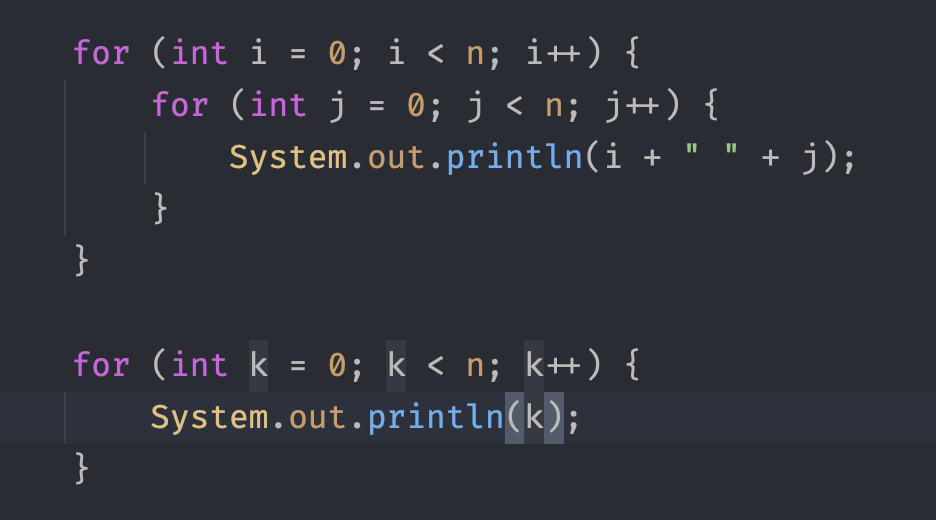 for (int i = 0; i < n; i++) {
    for (int j = 0; j < n; j++) {
        System.out.println(i + " " + j);
    }
}

for (int k = 0; k < n; k++) {
    System.out.println(k);
}